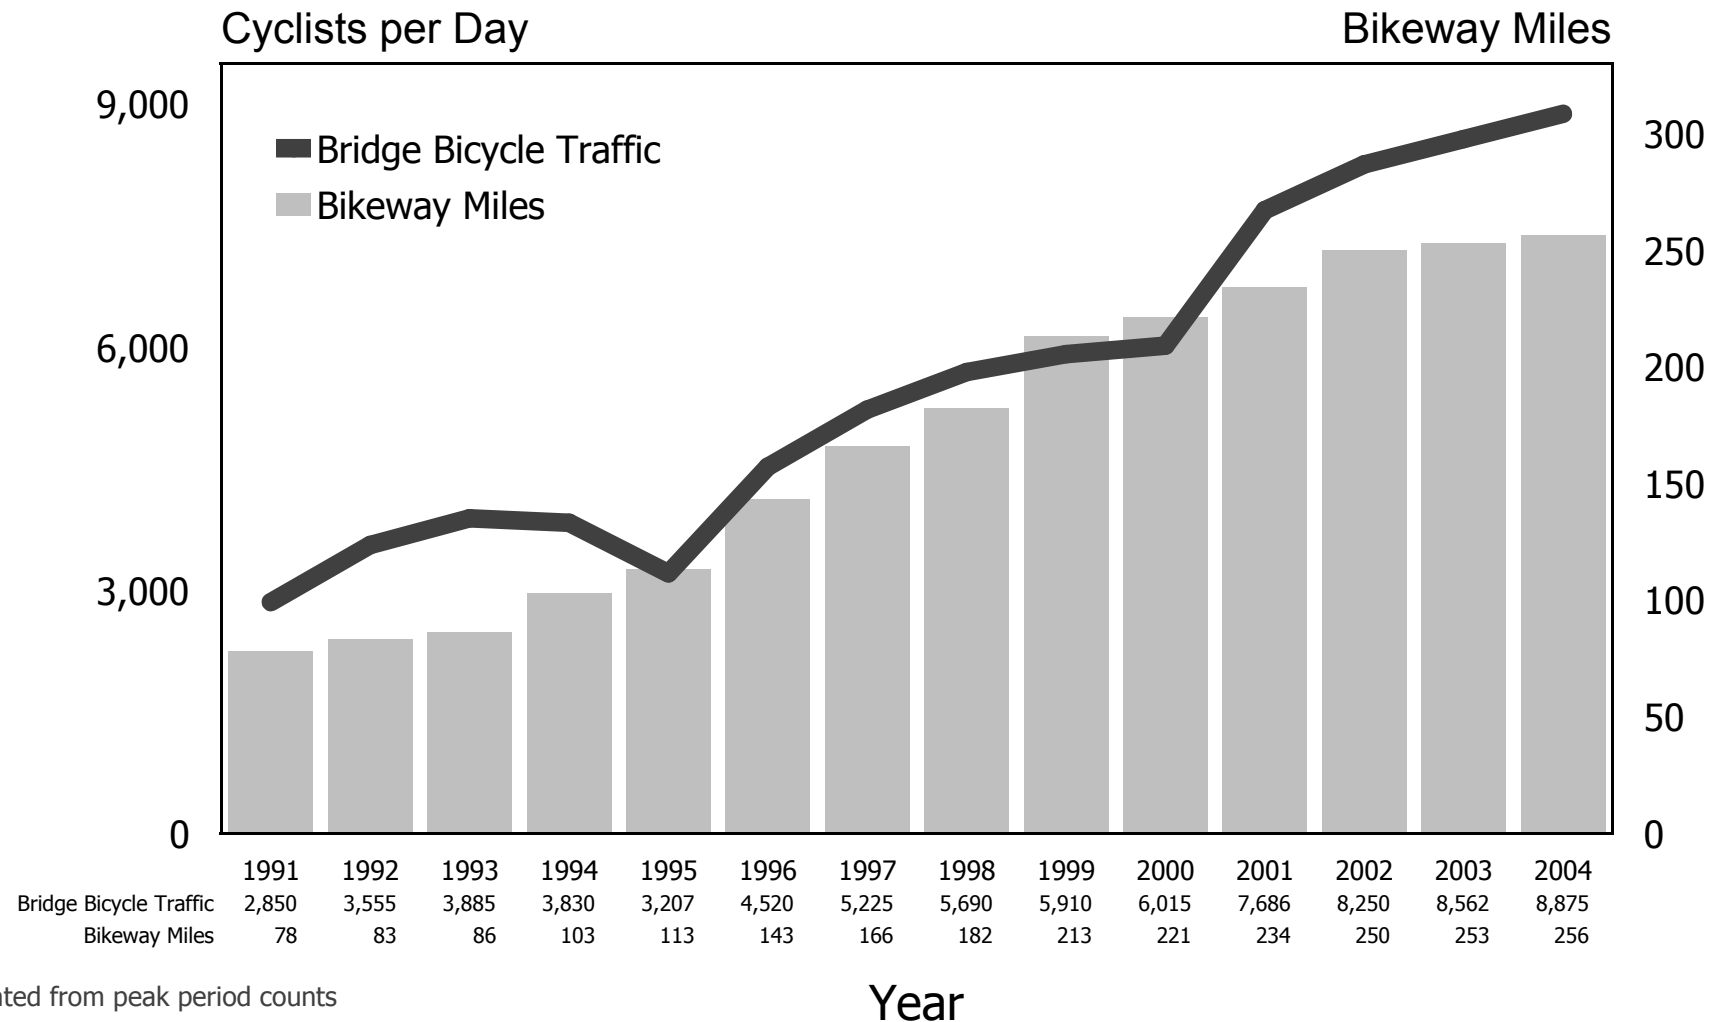 Cyclists per Day Bikeway Miles
9,000
6,000
3,000
0
Bridge Bicycle Traffic
Bikeway Miles
300
250
200
150
100
50
0
1991 1992 1993 1994 1995 1996 1997 1998 1999 2000 2001 2002 2003 2004
Bridge Bicycle Traffic 2,850 3,555 3,885 3,830 3,207 4,520 5,225 5,690 5,910 6,015 7,686 8,250 8,562 8,875
Bikeway Miles 78 83 86 103 113 143 166 182 213 221 234 250 253 256
from peak period counts
Year